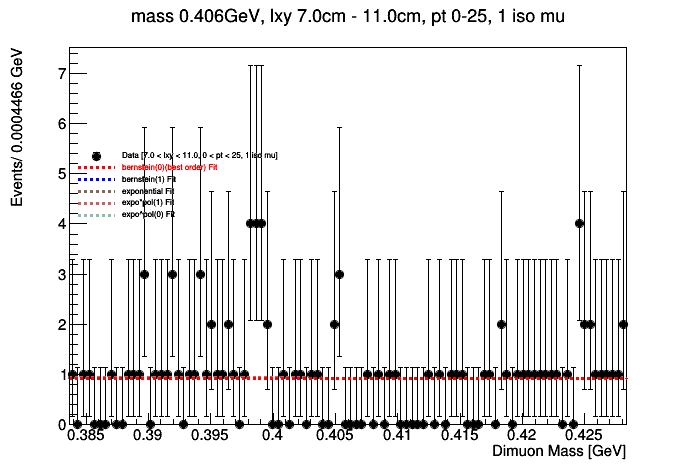 mass 0.406GeV, lxy 7.0cm - 11.0cm, pt 0-25, 1 iso mu
Events/ 0.0004466 GeV
7
6
5
4
3
2
1
0
Data [7.0 < lxy < 11.0, 0 < pt < 25, 1 iso mu]
bernstein(0)(best order) Fit
bernstein(1) Fit
exponential Fit
expo*pol(1) Fit
expo*pol(0) Fit
0.385 0.39 0.395 0.4 0.405 0.41 0.415 0.42 0.425
Dimuon Mass [GeV]